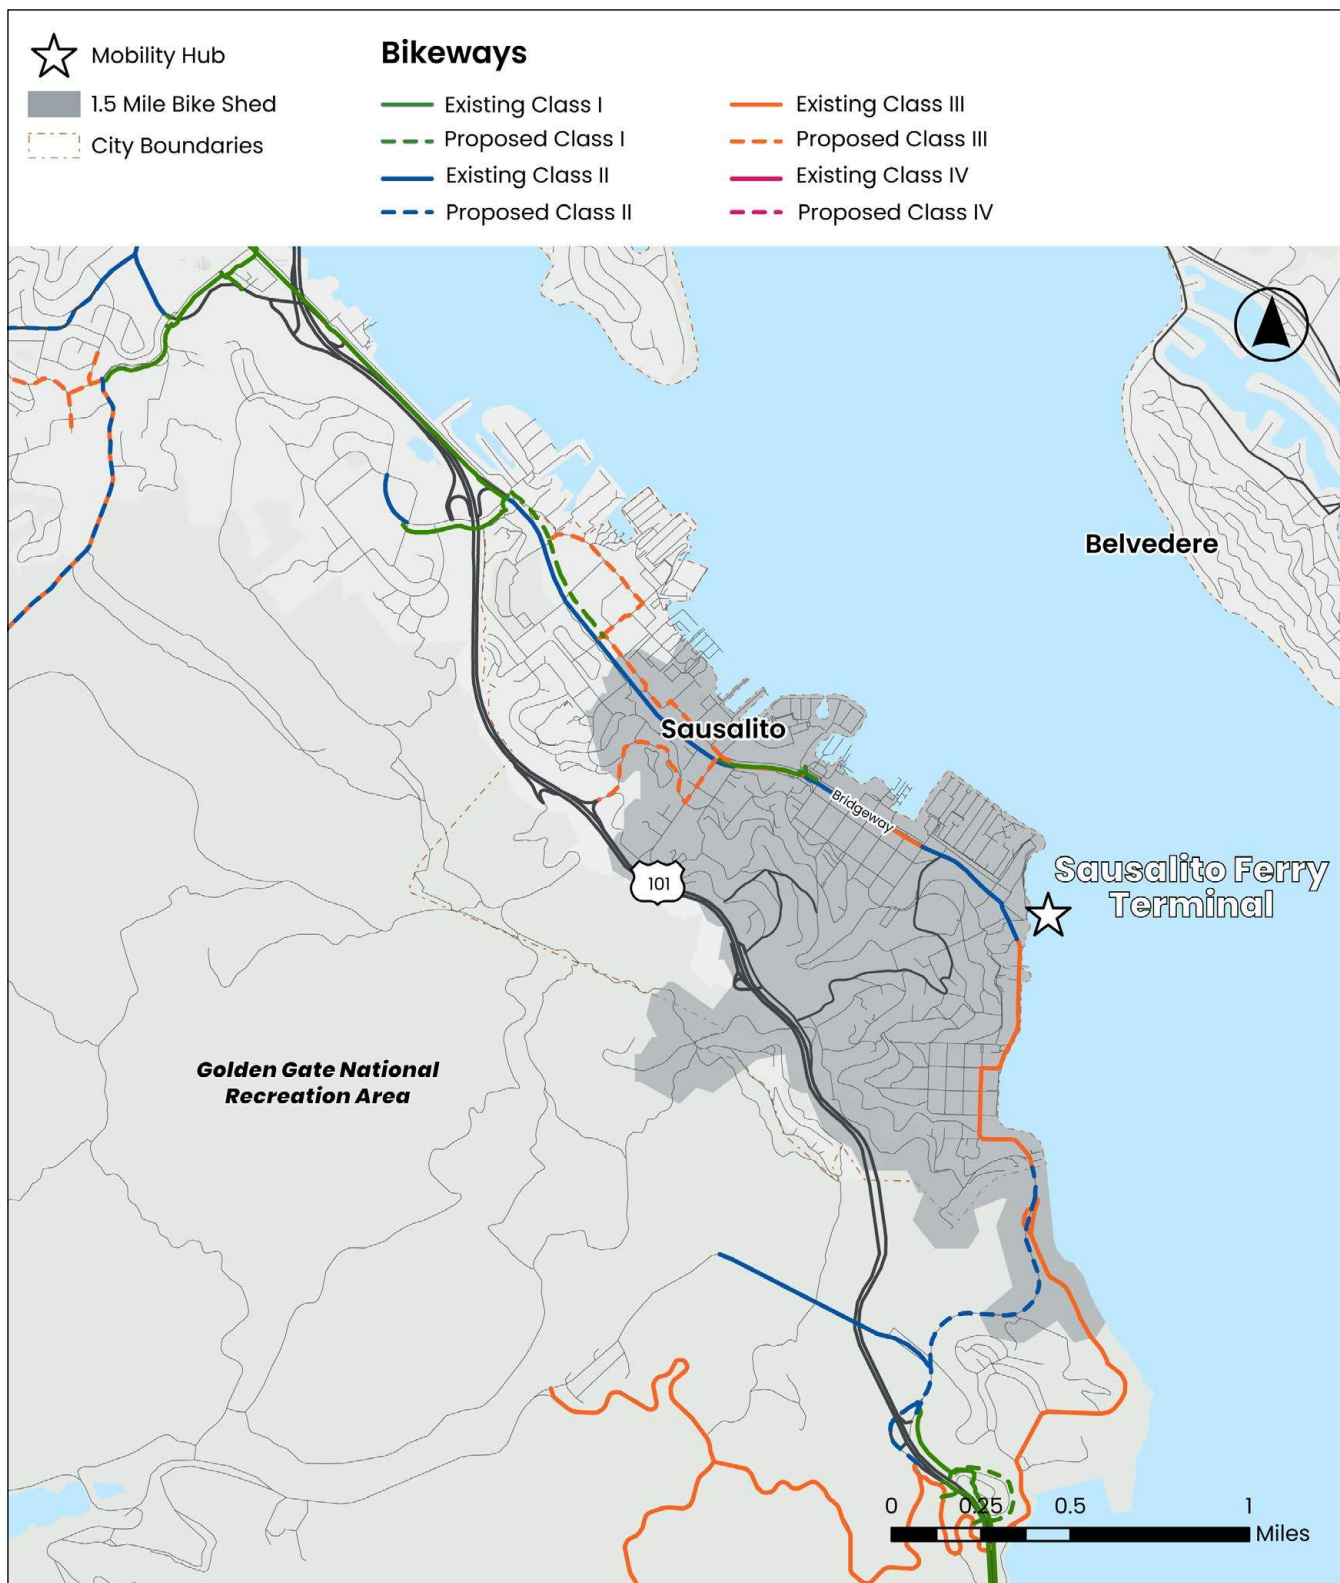 Mobility Hub
1.5 Mile Bike Shed
City Boundaries
Bikeways
Existing Class I
Proposed Class I
Existing Class II
Proposed Class II
Existing Class III
Proposed Class III
Existing Class IV
Proposed Class IV
Belvedere
Sausalito
Bridgeway
Sausalito Ferry
Terminal
101
Golden Gate National
Recreation Area
0 0.25 0.5 1
Miles